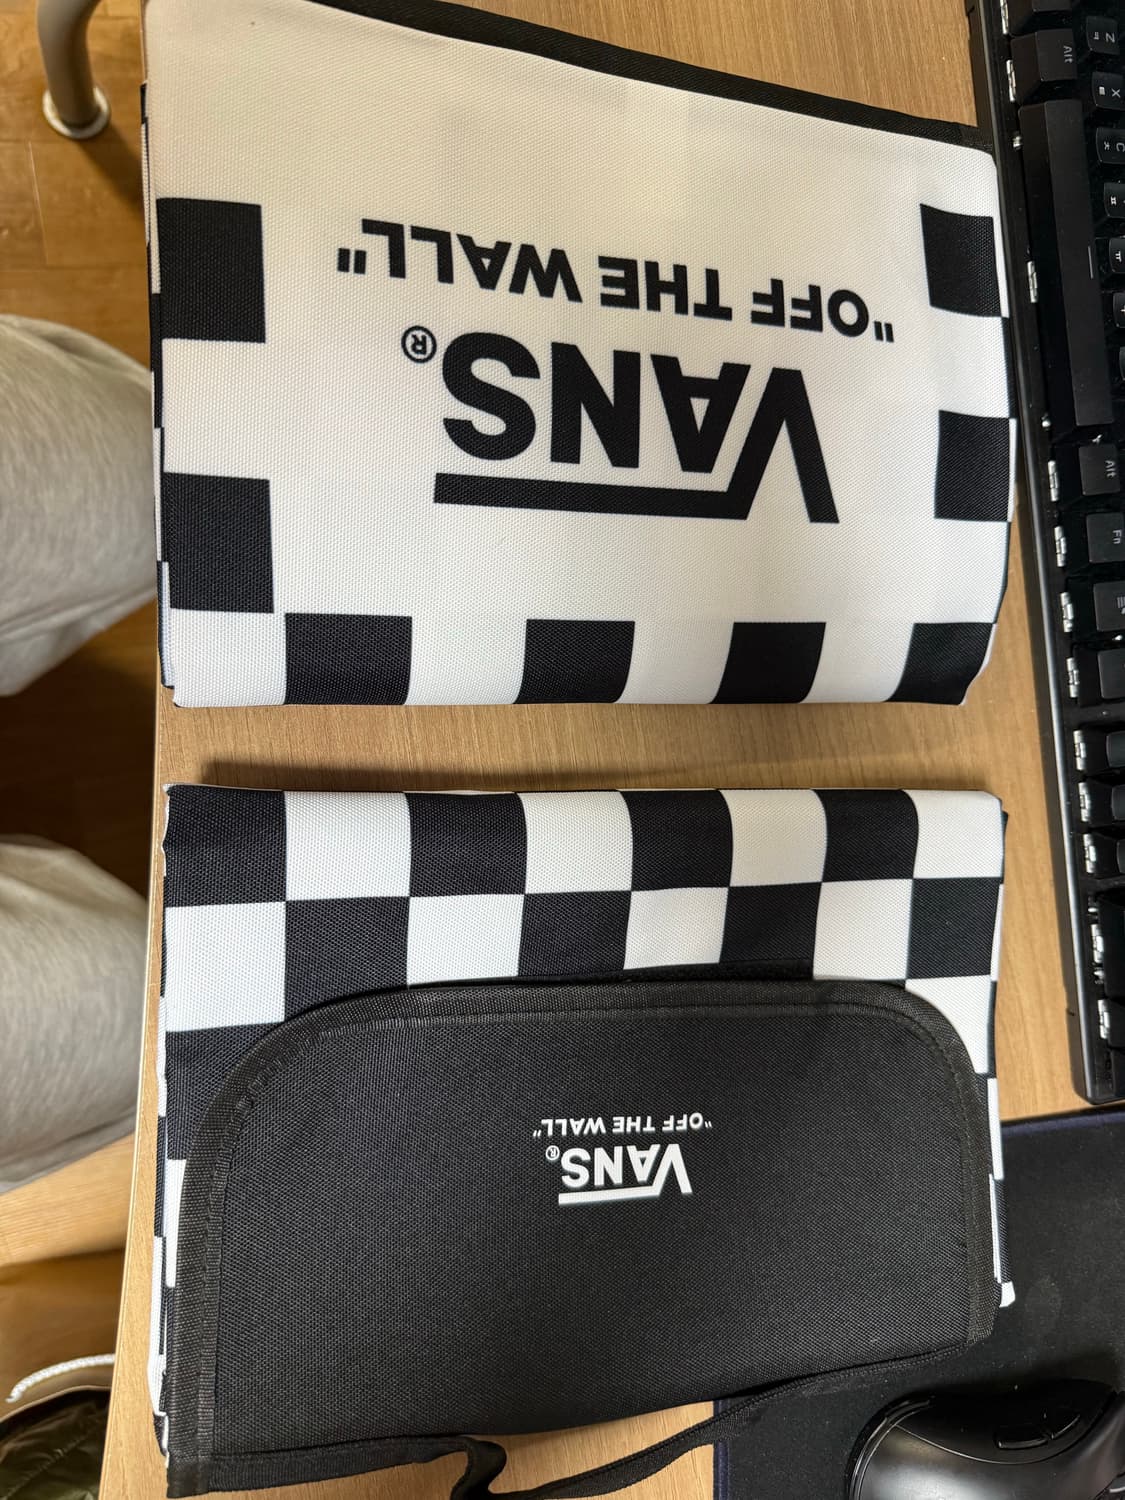 VANS®
"OFF THE WALL"
VANS®
"OFF THE WALL"
Z
Alt
X
C
Alt
Fn